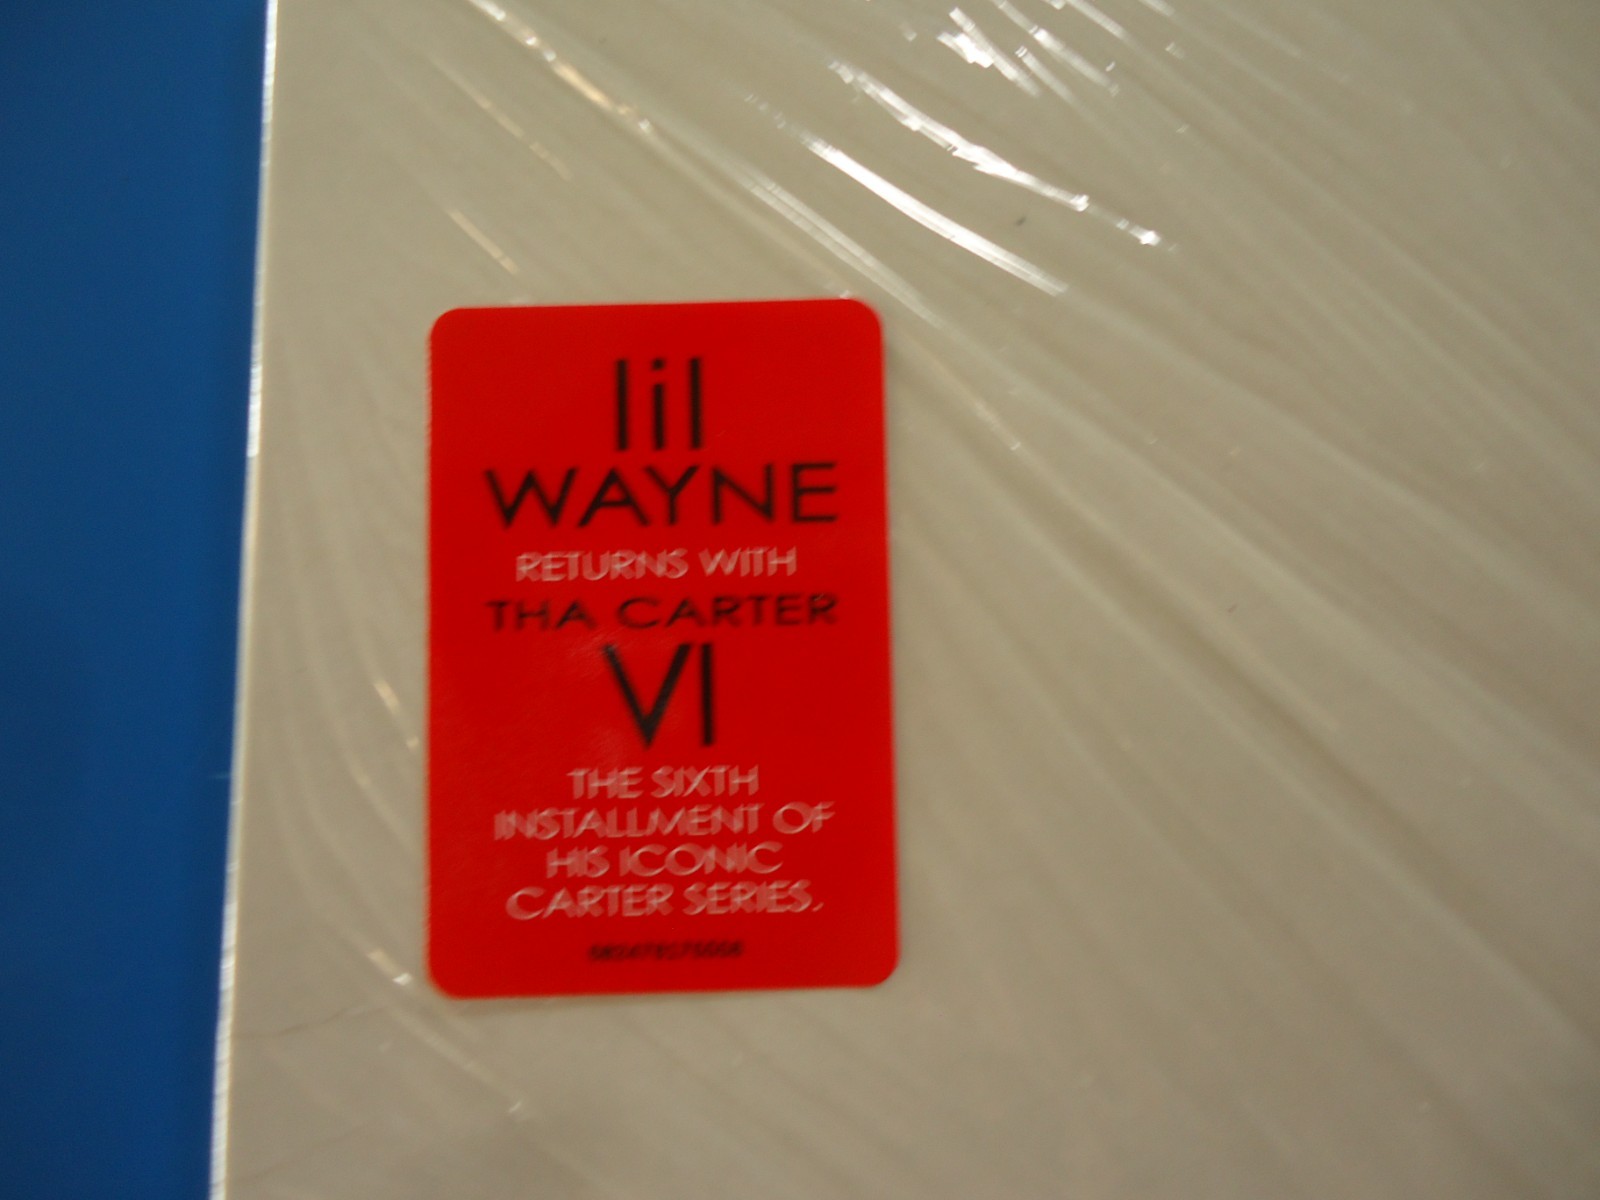 lil
WAYNE
RETURNS WITH
THA CARTER
VI
THE SIXTH
INSTALLMENT OF
HIS ICONIC
CARTER SERIES.